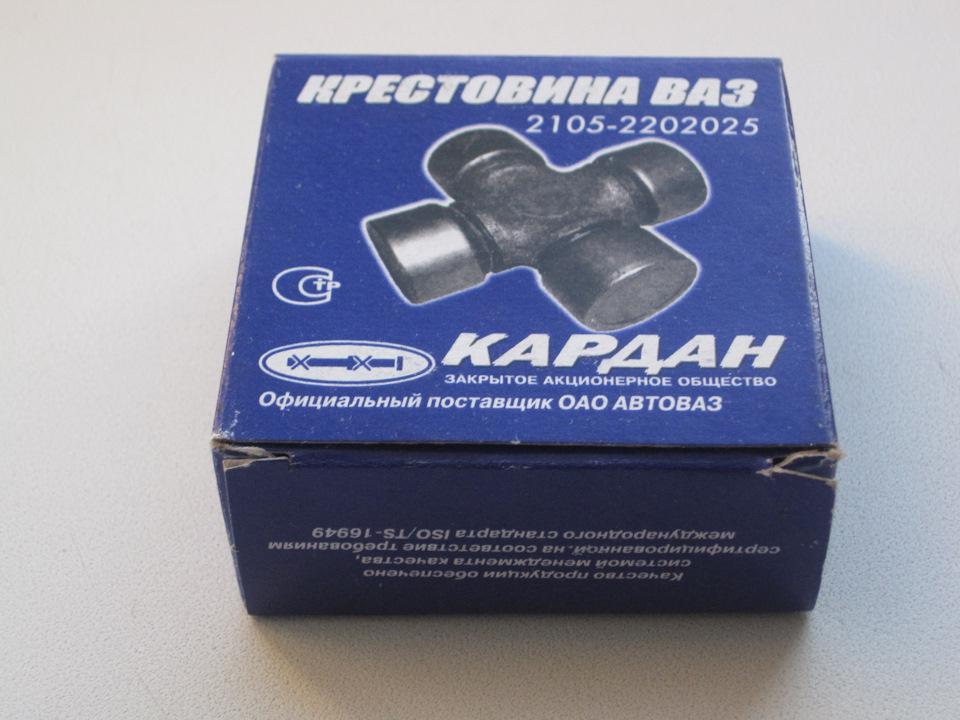 КРЕСТОВИНА ВАЗ
2105-2202025
Стр
КАРДАН
ЗАКРЫТОЕ АКЦИОНЕРНОЕ ОБЩЕСТВО
Официальный поставщик ОАО АВТОВАЗ
Качество продукции обеспечено
системой менеджмента качества,
сертифицированной, на соответствие требованиям
международного стандарта ISO/TS-16949